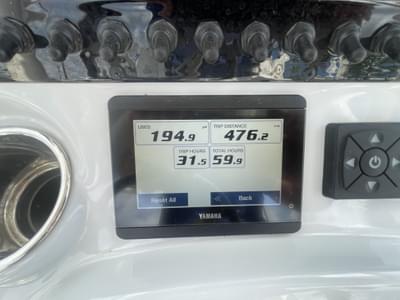 USED TRIP DISTANCE
194.9 476.2
TRIP HOURS TOTAL HOURS
31.5 59.9
Reset All Back
YAMAHA